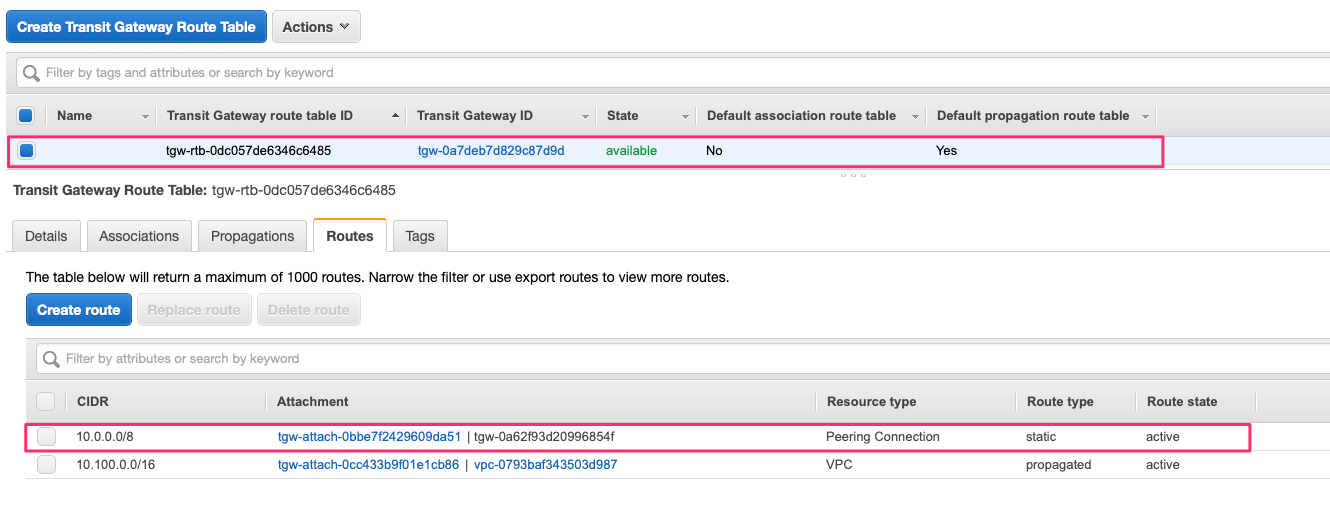 Create Transit Gateway Route Table Actions
Filter by tags and attributes or search by keyword
Name Transit Gateway route table ID Transit Gateway ID State Default association route table Default propagation route table
tgw-rtb-0dc057de6346c6485 tgw-0a7deb7d829c87d9d available No Yes
Transit Gateway Route Table: tgw-rtb-0dc057de6346c6485
Details Associations Propagations Routes Tags
The table below will return a maximum of 1000 routes. Narrow the filter or use export routes to view more routes.
Create route Replace route Delete route
Filter by attributes or search by keyword
CIDR Attachment Resource type Route type Route state
10.0.0.0/8 tgw-attach-0bbe7f2429609da51 | tgw-0a62f93d20996854f Peering Connection static active
10.100.0.0/16 tgw-attach-0cc433b9f01e1cb86 | vpc-0793baf343503d987 VPC propagated active